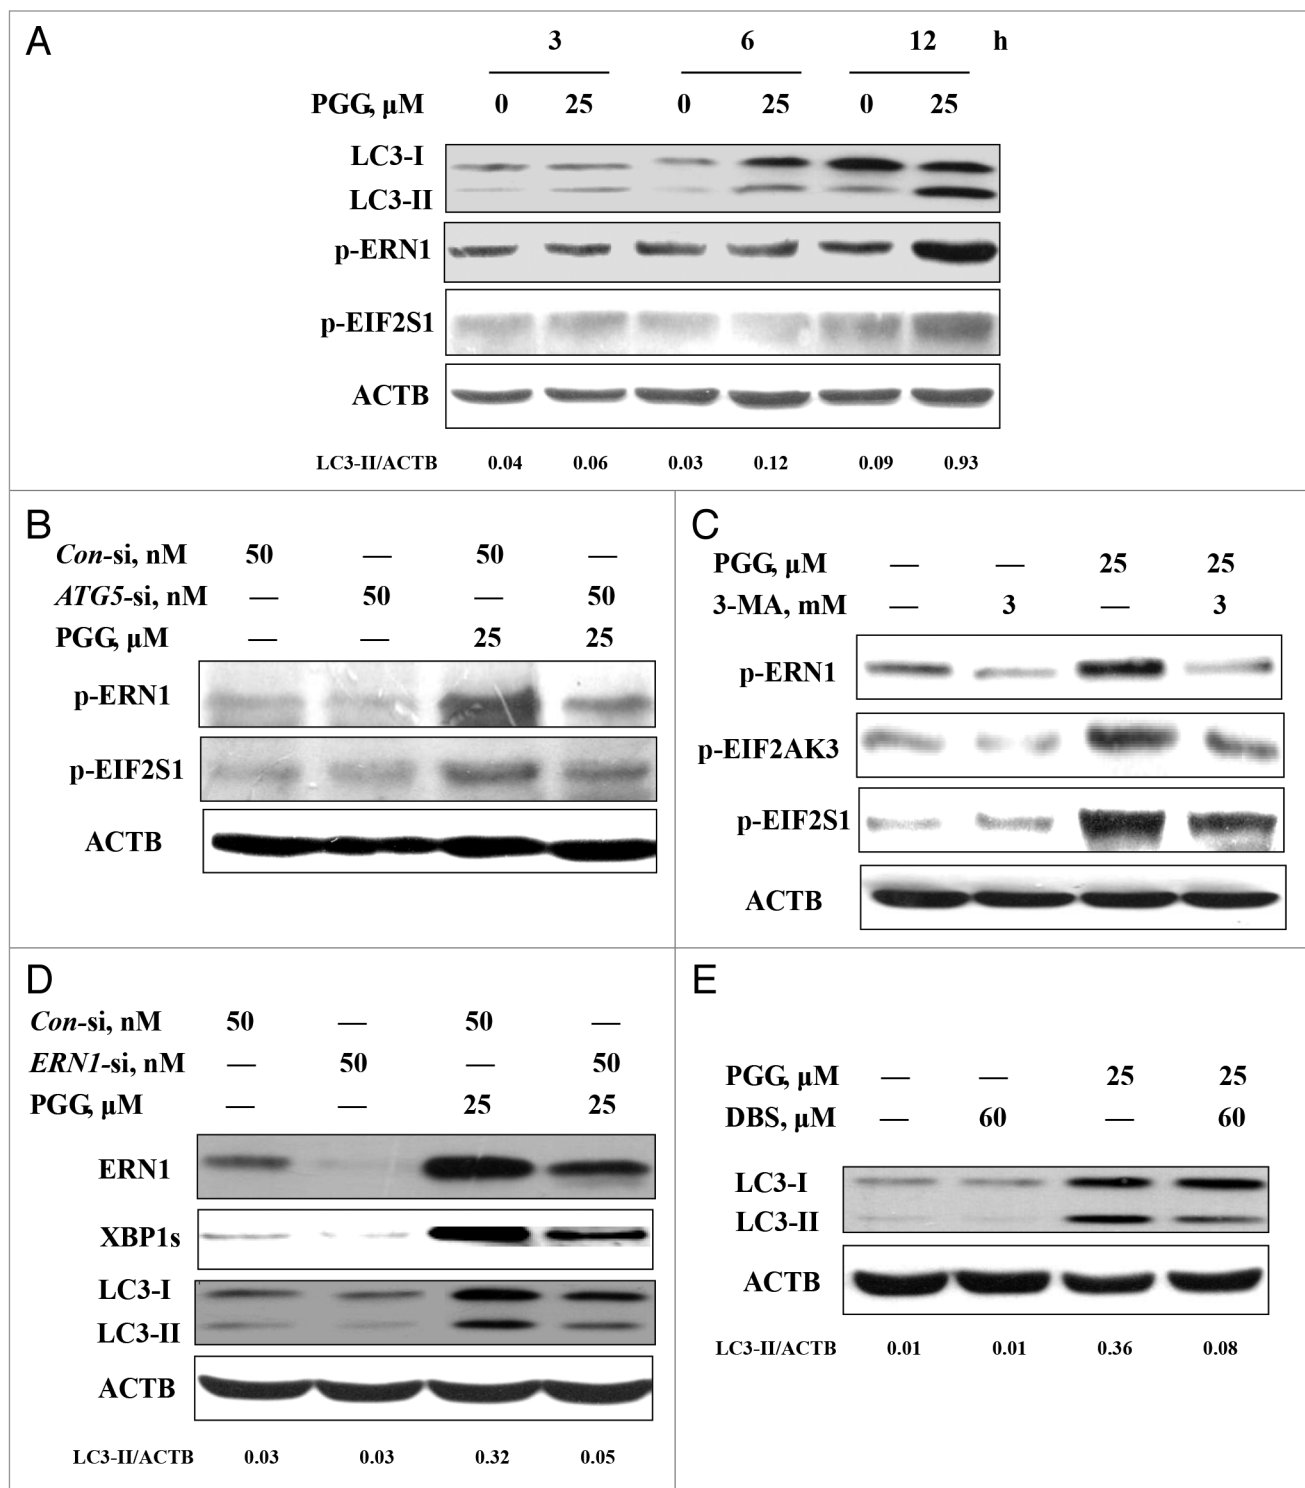 A
3 6 12 h
PGG, μM 0 25 0 25 0 25
LC3-I
LC3-II
p-ERN1
p-EIF2S1
ACTB
LC3-II/ACTB 0.04 0.06 0.03 0.12 0.09 0.93
B
Con-si, nM 50 — 50 —
ATG5-si, nM — 50 — 50
PGG, μM — — 25 25
p-ERN1
p-EIF2S1
ACTB
C
PGG, μM — — 25 25
3-MA, mM — 3 — 3
p-ERN1
p-EIF2AK3
p-EIF2S1
ACTB
D
Con-si, nM 50 — 50 —
ERN1-si, nM — 50 — 50
PGG, μM — — 25 25
ERN1
XBP1s
LC3-I
LC3-II
ACTB
LC3-II/ACTB 0.03 0.03 0.32 0.05
E
PGG, μM — — 25 25
DBS, μM — 60 — 60
LC3-I
LC3-II
ACTB
LC3-II/ACTB 0.01 0.01 0.36 0.08